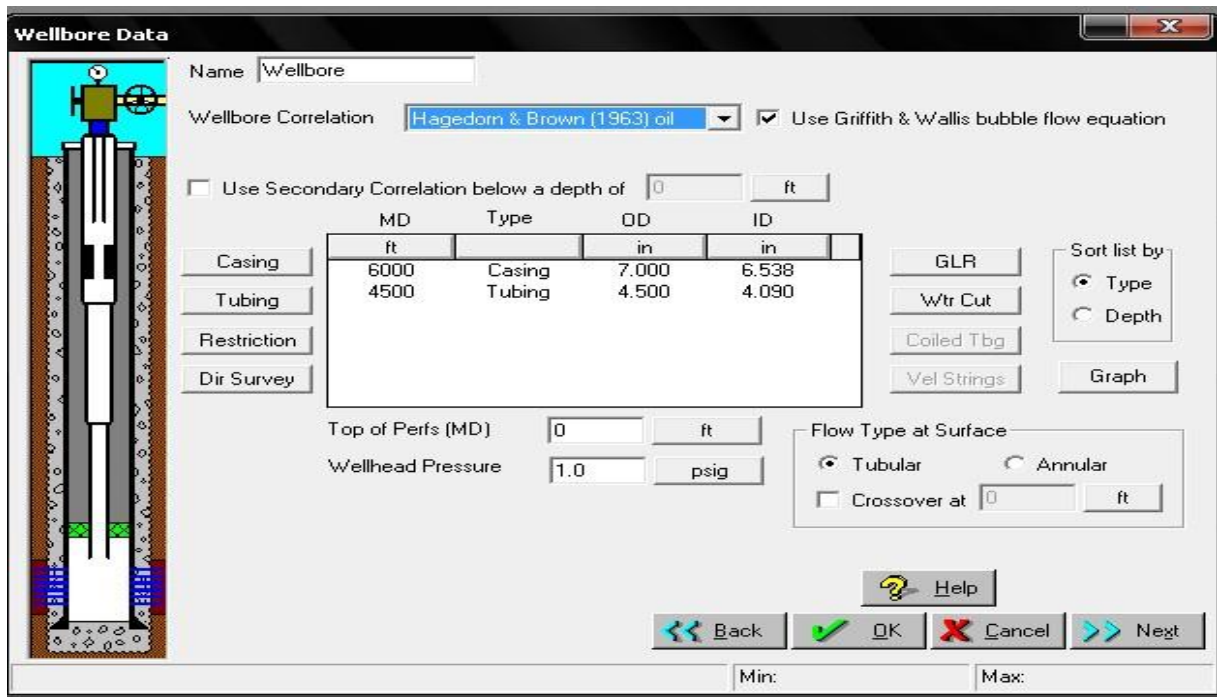 Wellbore Data
Name Wellbore
Wellbore Correlation Hagedorn & Brown (1963) oil Use Griffith & Wallis bubble flow equation
Use Secondary Correlation below a depth of 0 ft
MD Type OD ID
ft in in
Casing 6000 Casing 7.000 6.538 GLR Sort list by
Tubing 4500 Tubing 4.500 4.090 Wtr Cut Type
Depth
Restriction Coiled Tbg
Dir Survey Vel Strings Graph
Top of Perfs (MD) 0 ft Flow Type at Surface
Wellhead Pressure 1.0 psig Tubular Annular
Crossover at 0 ft
Help
Back OK Cancel Next
Min: Max: